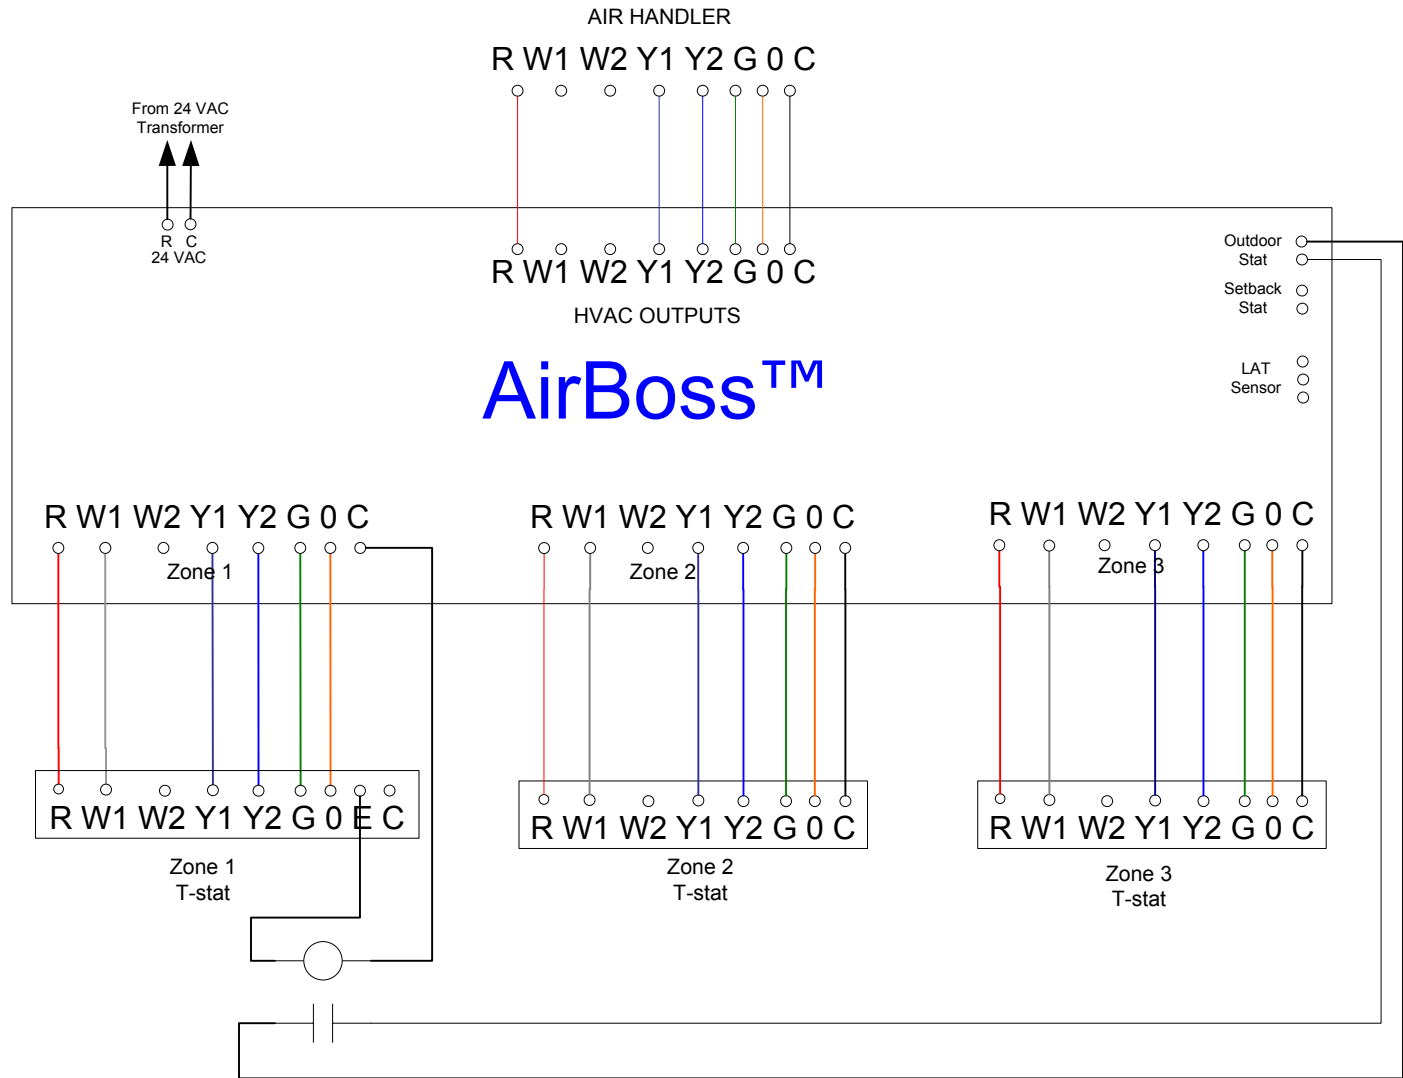 AIR HANDLER
R W1 W2 Y1 Y2 G 0 C
From 24 VAC
Transformer
R C
24 VAC
R W1 W2 Y1 Y2 G 0 C
HVAC OUTPUTS
Outdoor
Stat
Setback
Stat
LAT
Sensor
AirBoss™
R W1 W2 Y1 Y2 G 0 C
Zone 1
R W1 W2 Y1 Y2 G 0 C
Zone 2
R W1 W2 Y1 Y2 G 0 C
Zone 3
R W1 W2 Y1 Y2 G 0 E C
Zone 1
T-stat
R W1 W2 Y1 Y2 G 0 C
Zone 2
T-stat
R W1 W2 Y1 Y2 G 0 C
Zone 3
T-stat